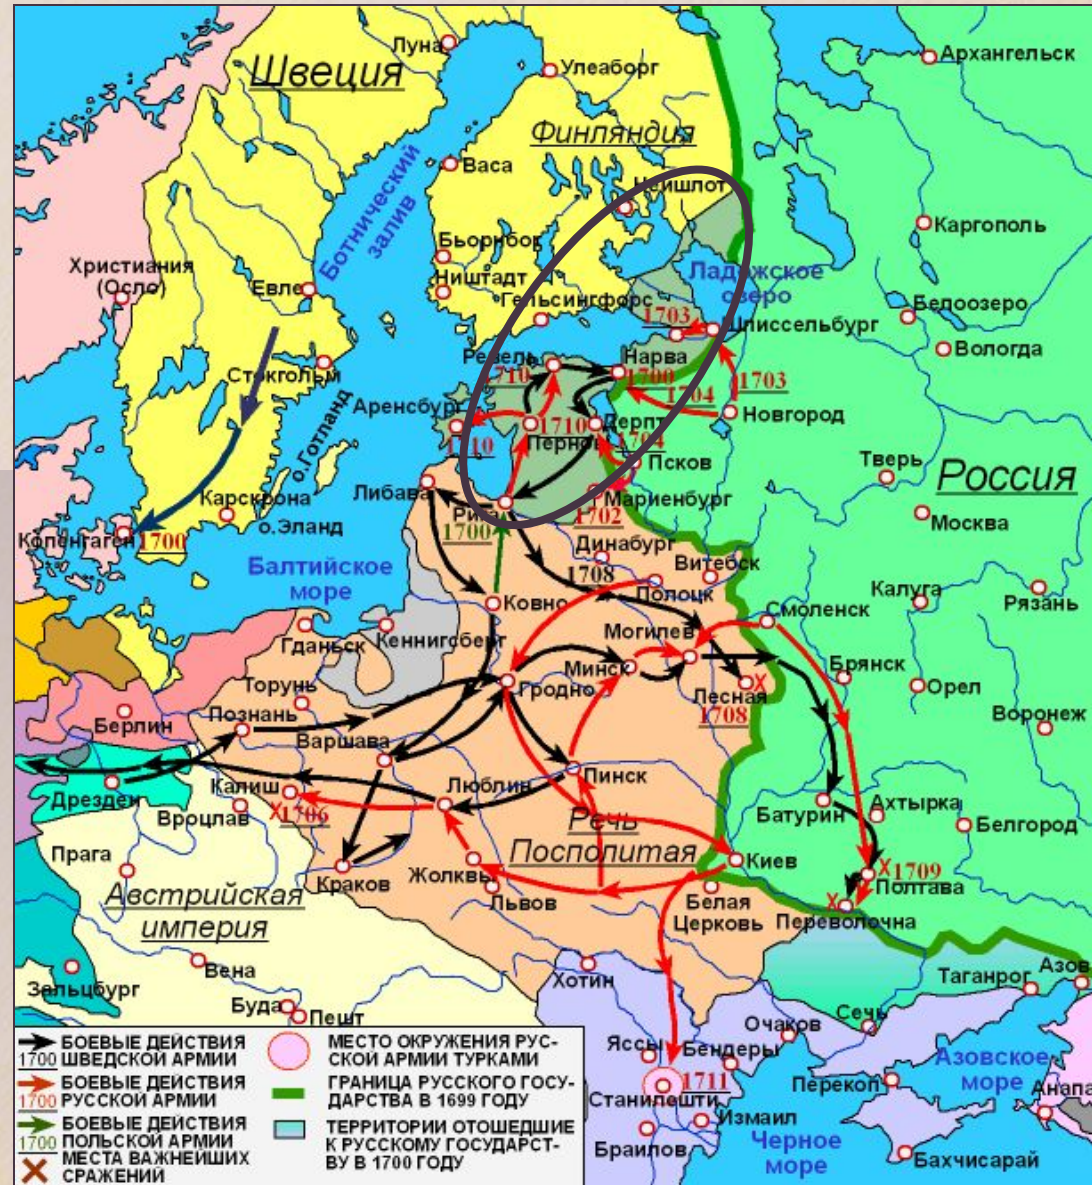 Луна
Архангельск
Швеция
Улеаборг
Финляндия
Васа
Нейшлот
Ботнический
залив
Каргополь
Бьорнборг
Христиания
(Осло)
Ништадт
Ладожское
озеро
Евле
Гельсингфорс
Белоозеро
1703
Шлиссельбург
Вологда
Ревель
1710
Нарва
1700
Стокгольм
1703
1704
Аренсбург
1710
Новгород
1710
Дерпт
Пернов
1704
1710
о.Готланд
Псков
Тверь
Россия
Либава
Карскрона
Мариенбург
Рига
1702
о.Эланд
Москва
Копенгаген
1700
1700
Динабург
1708
Витебск
Балтийское
море
Полоцк
Калуга
Рязань
Ковно
Смоленск
Гданьск
Кеннигсберг
Могилев
Минск
Брянск
Торунь
Гродно
Лесная
1708
Орел
Берлин
Познань
Воронеж
Варшава
Пинск
Дрезден
Калиш
Люблин
Батурин
Ахтырка
1706
Вроцлав
Речь
Посполитая
Белгород
Прага
Киев
1709
Жолквы
Полтава
Австрийская
империя
Краков
Львов
Белая
Церковь
Переволочна
Вена
Хотин
Таганрог
Азов
Зальцбург
Буда
Пешт
Сечь
Очаков
Яссы
Бендеры
Азовское
море
1711
Перекоп
Анапа
Станилешти
Измаил
Браилов
Черное
море
Бахчисарай
БОЕВЫЕ ДЕЙСТВИЯ
1700 ШВЕДСКОЙ АРМИИ
БОЕВЫЕ ДЕЙСТВИЯ
1700 РУССКОЙ АРМИИ
БОЕВЫЕ ДЕЙСТВИЯ
1700 ПОЛЬСКОЙ АРМИИ
МЕСТА ВАЖНЕЙШИХ
СРАЖЕНИЙ
МЕСТО ОКРУЖЕНИЯ РУС-
СКОЙ АРМИИ ТУРКАМИ
ГРАНИЦА РУССКОГО ГОСУ-
ДАРСТВА В 1699 ГОДУ
ТЕРРИТОРИИ ОТОШЕДШИЕ
К РУССКОМУ ГОСУДАРСТ-
ВУ В 1700 ГОДУ